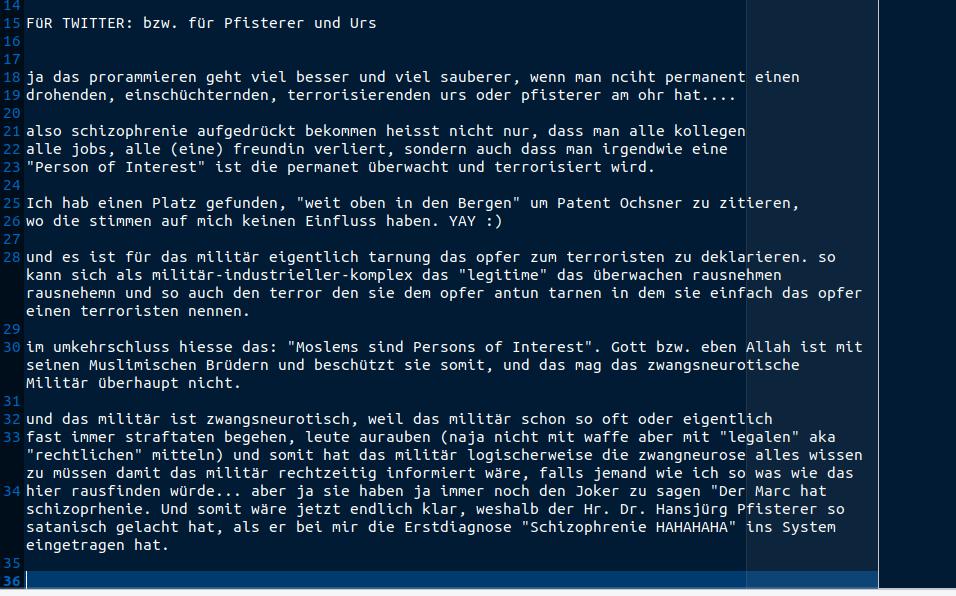 14
15 FüR TWITTER: bzw. für Pfisterer und Urs
16
17
18 ja das prorammieren geht viel besser und viel sauberer, wenn man nciht permanent einen
19 drohenden, einschüchternden, terrorisierenden urs oder pfisterer am ohr hat....
20
21 also schizophrenie aufgedrückt bekommen heisst nicht nur, dass man alle kollegen
22 alle jobs, alle (eine) freundin verliert, sondern auch dass man irgendwie eine
23 "Person of Interest" ist die permanet überwacht und terrorisiert wird.
24
25 Ich hab einen Platz gefunden, "weit oben in den Bergen" um Patent Ochsner zu zitieren,
26 wo die stimmen auf mich keinen Einfluss haben. YAY :)
27
28 und es ist für das militär eigentlich tarnung das opfer zum terroristen zu deklarieren. so
kann sich als militär-industrieller-komplex das "legitime" das überwachen rausnehmen
rausnehemn und so auch den terror den sie dem opfer antun tarnen in dem sie einfach das opfer
einen terroristen nennen.
29
30 im umkehrschluss hiesse das: "Moslems sind Persons of Interest". Gott bzw. eben Allah ist mit
seinen Muslimischen Brüdern und beschützt sie somit, und das mag das zwangsneurotische
Militär überhaupt nicht.
31
32 und das militär ist zwangsneurotisch, weil das militär schon so oft oder eigentlich
33 fast immer straftaten begehen, leute aurauben (naja nicht mit waffe aber mit "legalen" aka
"rechtlichen" mitteln) und somit hat das militär logischerweise die zwangneurose alles wissen
zu müssen damit das militär rechtzeitig informiert wäre, falls jemand wie ich so was wie das
34 hier rausfinden würde... aber ja sie haben ja immer noch den Joker zu sagen "Der Marc hat
schizoprhenie. Und somit wäre jetzt endlich klar, weshalb der Hr. Dr. Hansjürg Pfisterer so
satanisch gelacht hat, als er bei mir die Erstdiagnose "Schizophrenie HAHAHAHA" ins System
eingetragen hat.
35
36